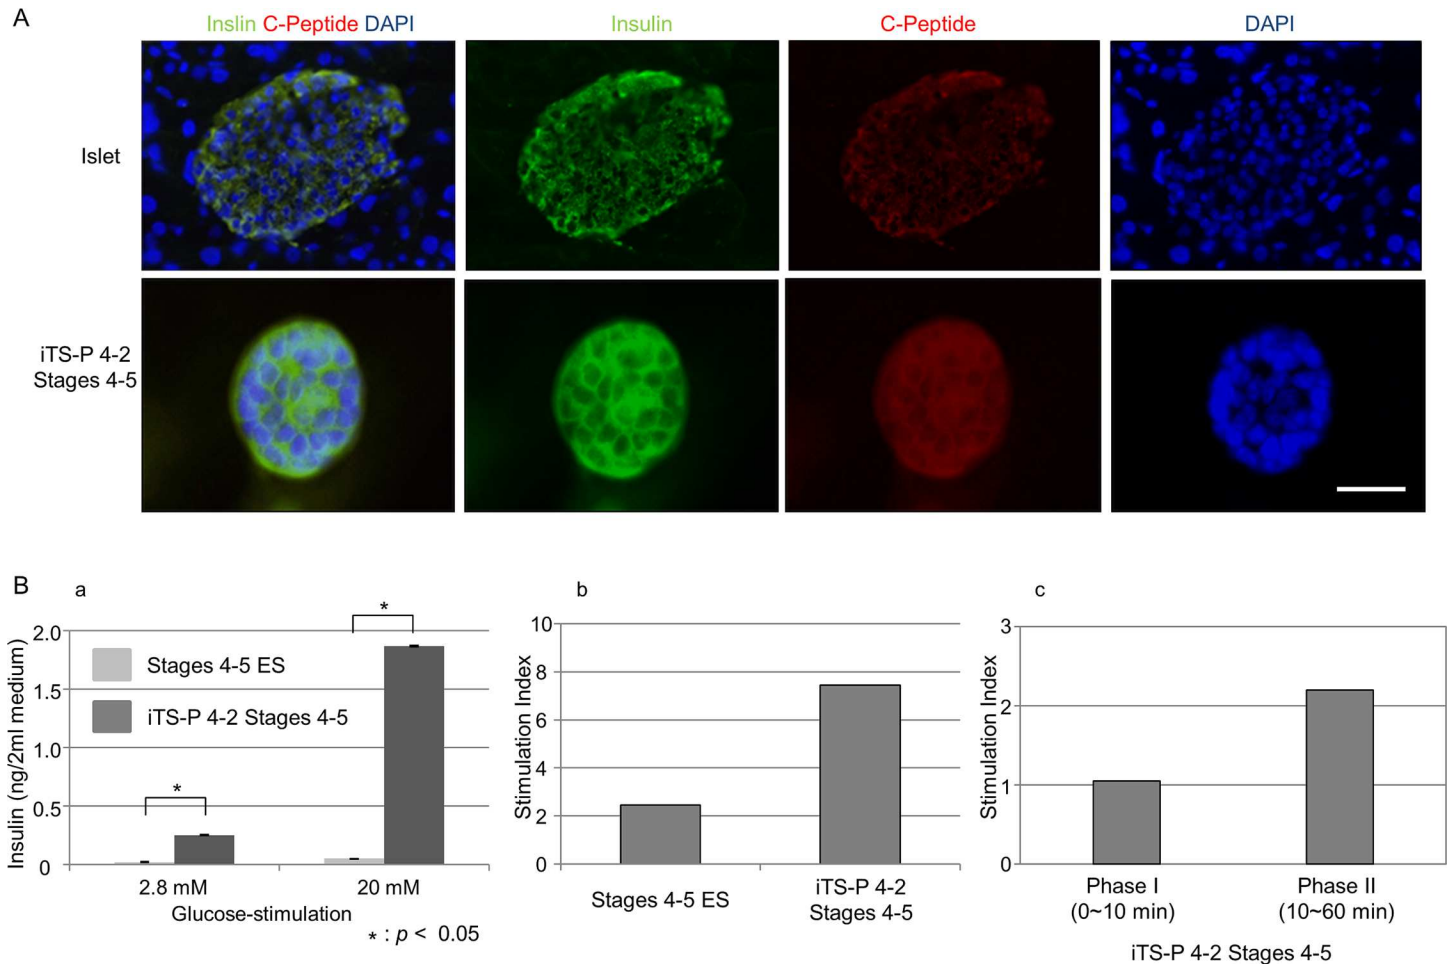 A
Inslin C-Peptide DAPI
Insulin
C-Peptide
DAPI
Islet
iTS-P 4-2
Stages 4-5
B
a
Insulin (ng/2ml medium)
2.0
1.5
1.0
0.5
0
Stages 4-5 ES
iTS-P 4-2 Stages 4-5
*
*
2.8 mM
20 mM
Glucose-stimulation
* : p < 0.05
b
Stimulation Index
10
8
6
4
2
0
Stages 4-5 ES
iTS-P 4-2
Stages 4-5
c
Stimulation Index
3
2
1
0
Phase I
(0~10 min)
Phase II
(10~60 min)
iTS-P 4-2 Stages 4-5